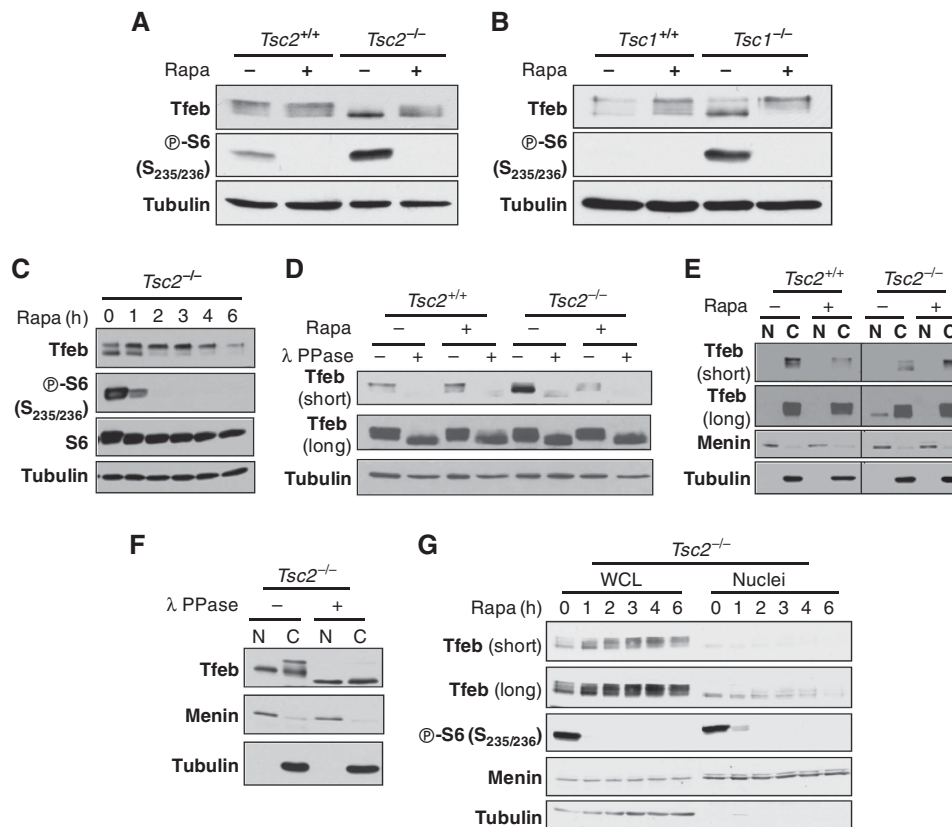 A
Tsc2+/+ Tsc2–/–
Rapa – + – +
Tfeb
Ⓟ-S6
(S235/236)
Tubulin
B
Tsc1+/+ Tsc1–/–
Rapa – + – +
Tfeb
Ⓟ-S6
(S235/236)
Tubulin
C
Tsc2–/–
Rapa (h) 0 1 2 3 4 6
Tfeb
Ⓟ-S6
(S235/236)
S6
Tubulin
D
Tsc2+/+ Tsc2–/–
Rapa – + – +
λ PPase – + – + – + – +
Tfeb
(short)
Tfeb
(long)
Tubulin
E
Tsc2+/+ Tsc2–/–
Rapa – + – +
N C N C N C N C
Tfeb
(short)
Tfeb
(long)
Menin
Tubulin
F
Tsc2–/–
λ PPase – +
N C N C
Tfeb
Menin
Tubulin
G
Tsc2–/–
WCL Nuclei
Rapa (h) 0 1 2 3 4 6 0 1 2 3 4 6
Tfeb (short)
Tfeb (long)
Ⓟ-S6 (S235/236)
Menin
Tubulin